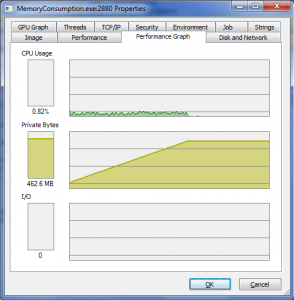 MemoryConsumption.exe:2880 Properties
GPU Graph Threads TCP/IP Security Environment Job Strings
Image Performance Performance Graph Disk and Network
CPU Usage
0.82%
Private Bytes
462.6 MB
I/O
0
OK Cancel